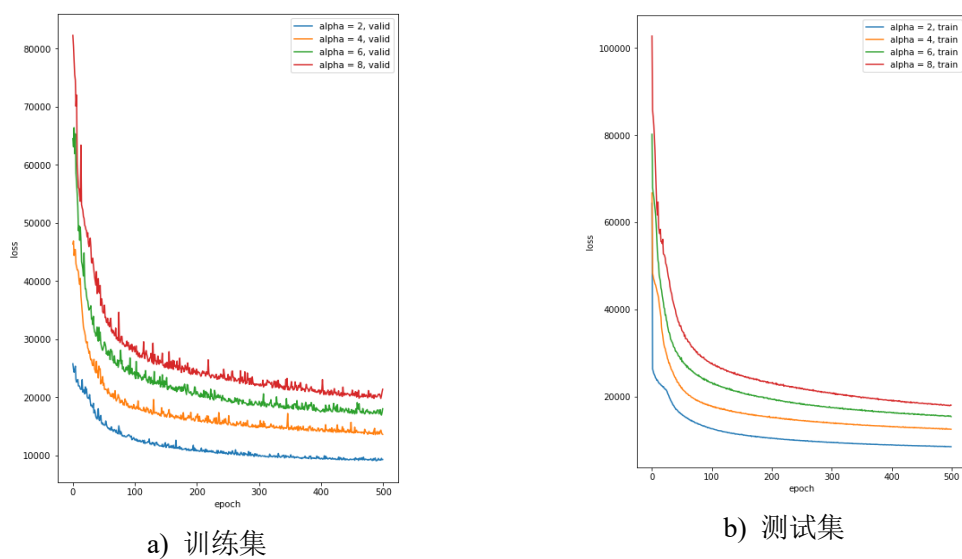 alpha = 2, valid
alpha = 4, valid
alpha = 6, valid
alpha = 8, valid
80000
70000
60000
50000
40000
30000
20000
10000
loss
0 100 200 300 400 500
epoch
a) 训练集
alpha = 2, train
alpha = 4, train
alpha = 6, train
alpha = 8, train
100000
80000
60000
40000
20000
loss
0 100 200 300 400 500
epoch
b) 测试集